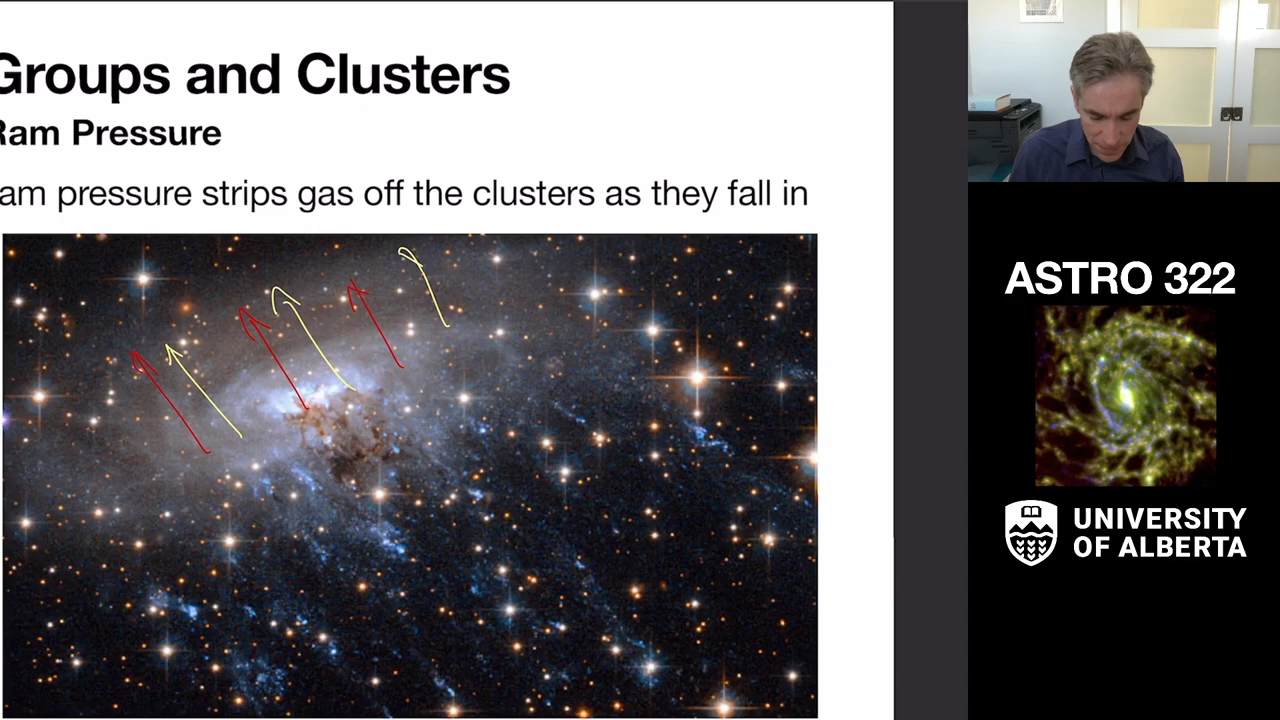 Groups and Clusters
Ram Pressure
am pressure strips gas off the clusters as they fall in
ASTRO 322
UNIVERSITY
OF ALBERTA